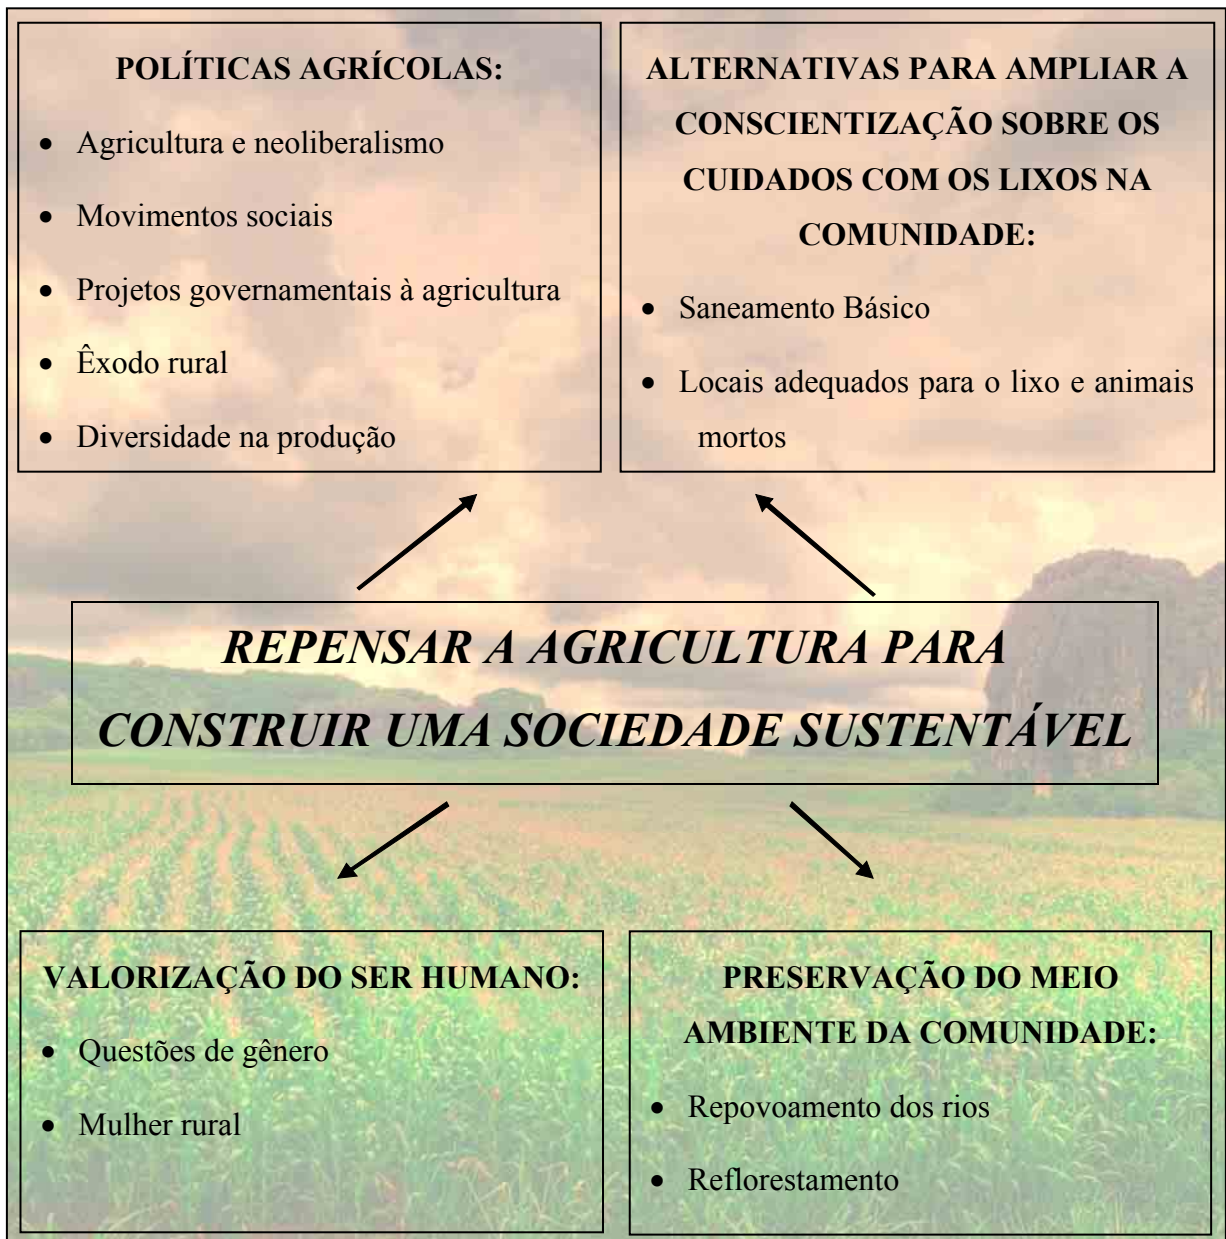 POLÍTICAS AGRÍCOLAS:
• Agricultura e neoliberalismo
• Movimentos sociais
• Projetos governamentais à agricultura
• Êxodo rural
• Diversidade na produção
ALTERNATIVAS PARA AMPLIAR A
CONSCIENTIZAÇÃO SOBRE OS
CUIDADOS COM OS LIXOS NA
COMUNIDADE:
• Saneamento Básico
• Locais adequados para o lixo e animais
mortos
REPENSAR A AGRICULTURA PARA
CONSTRUIR UMA SOCIEDADE SUSTENTÁVEL
VALORIZAÇÃO DO SER HUMANO:
• Questões de gênero
• Mulher rural
PRESERVAÇÃO DO MEIO
AMBIENTE DA COMUNIDADE:
• Repovoamento dos rios
• Reflorestamento